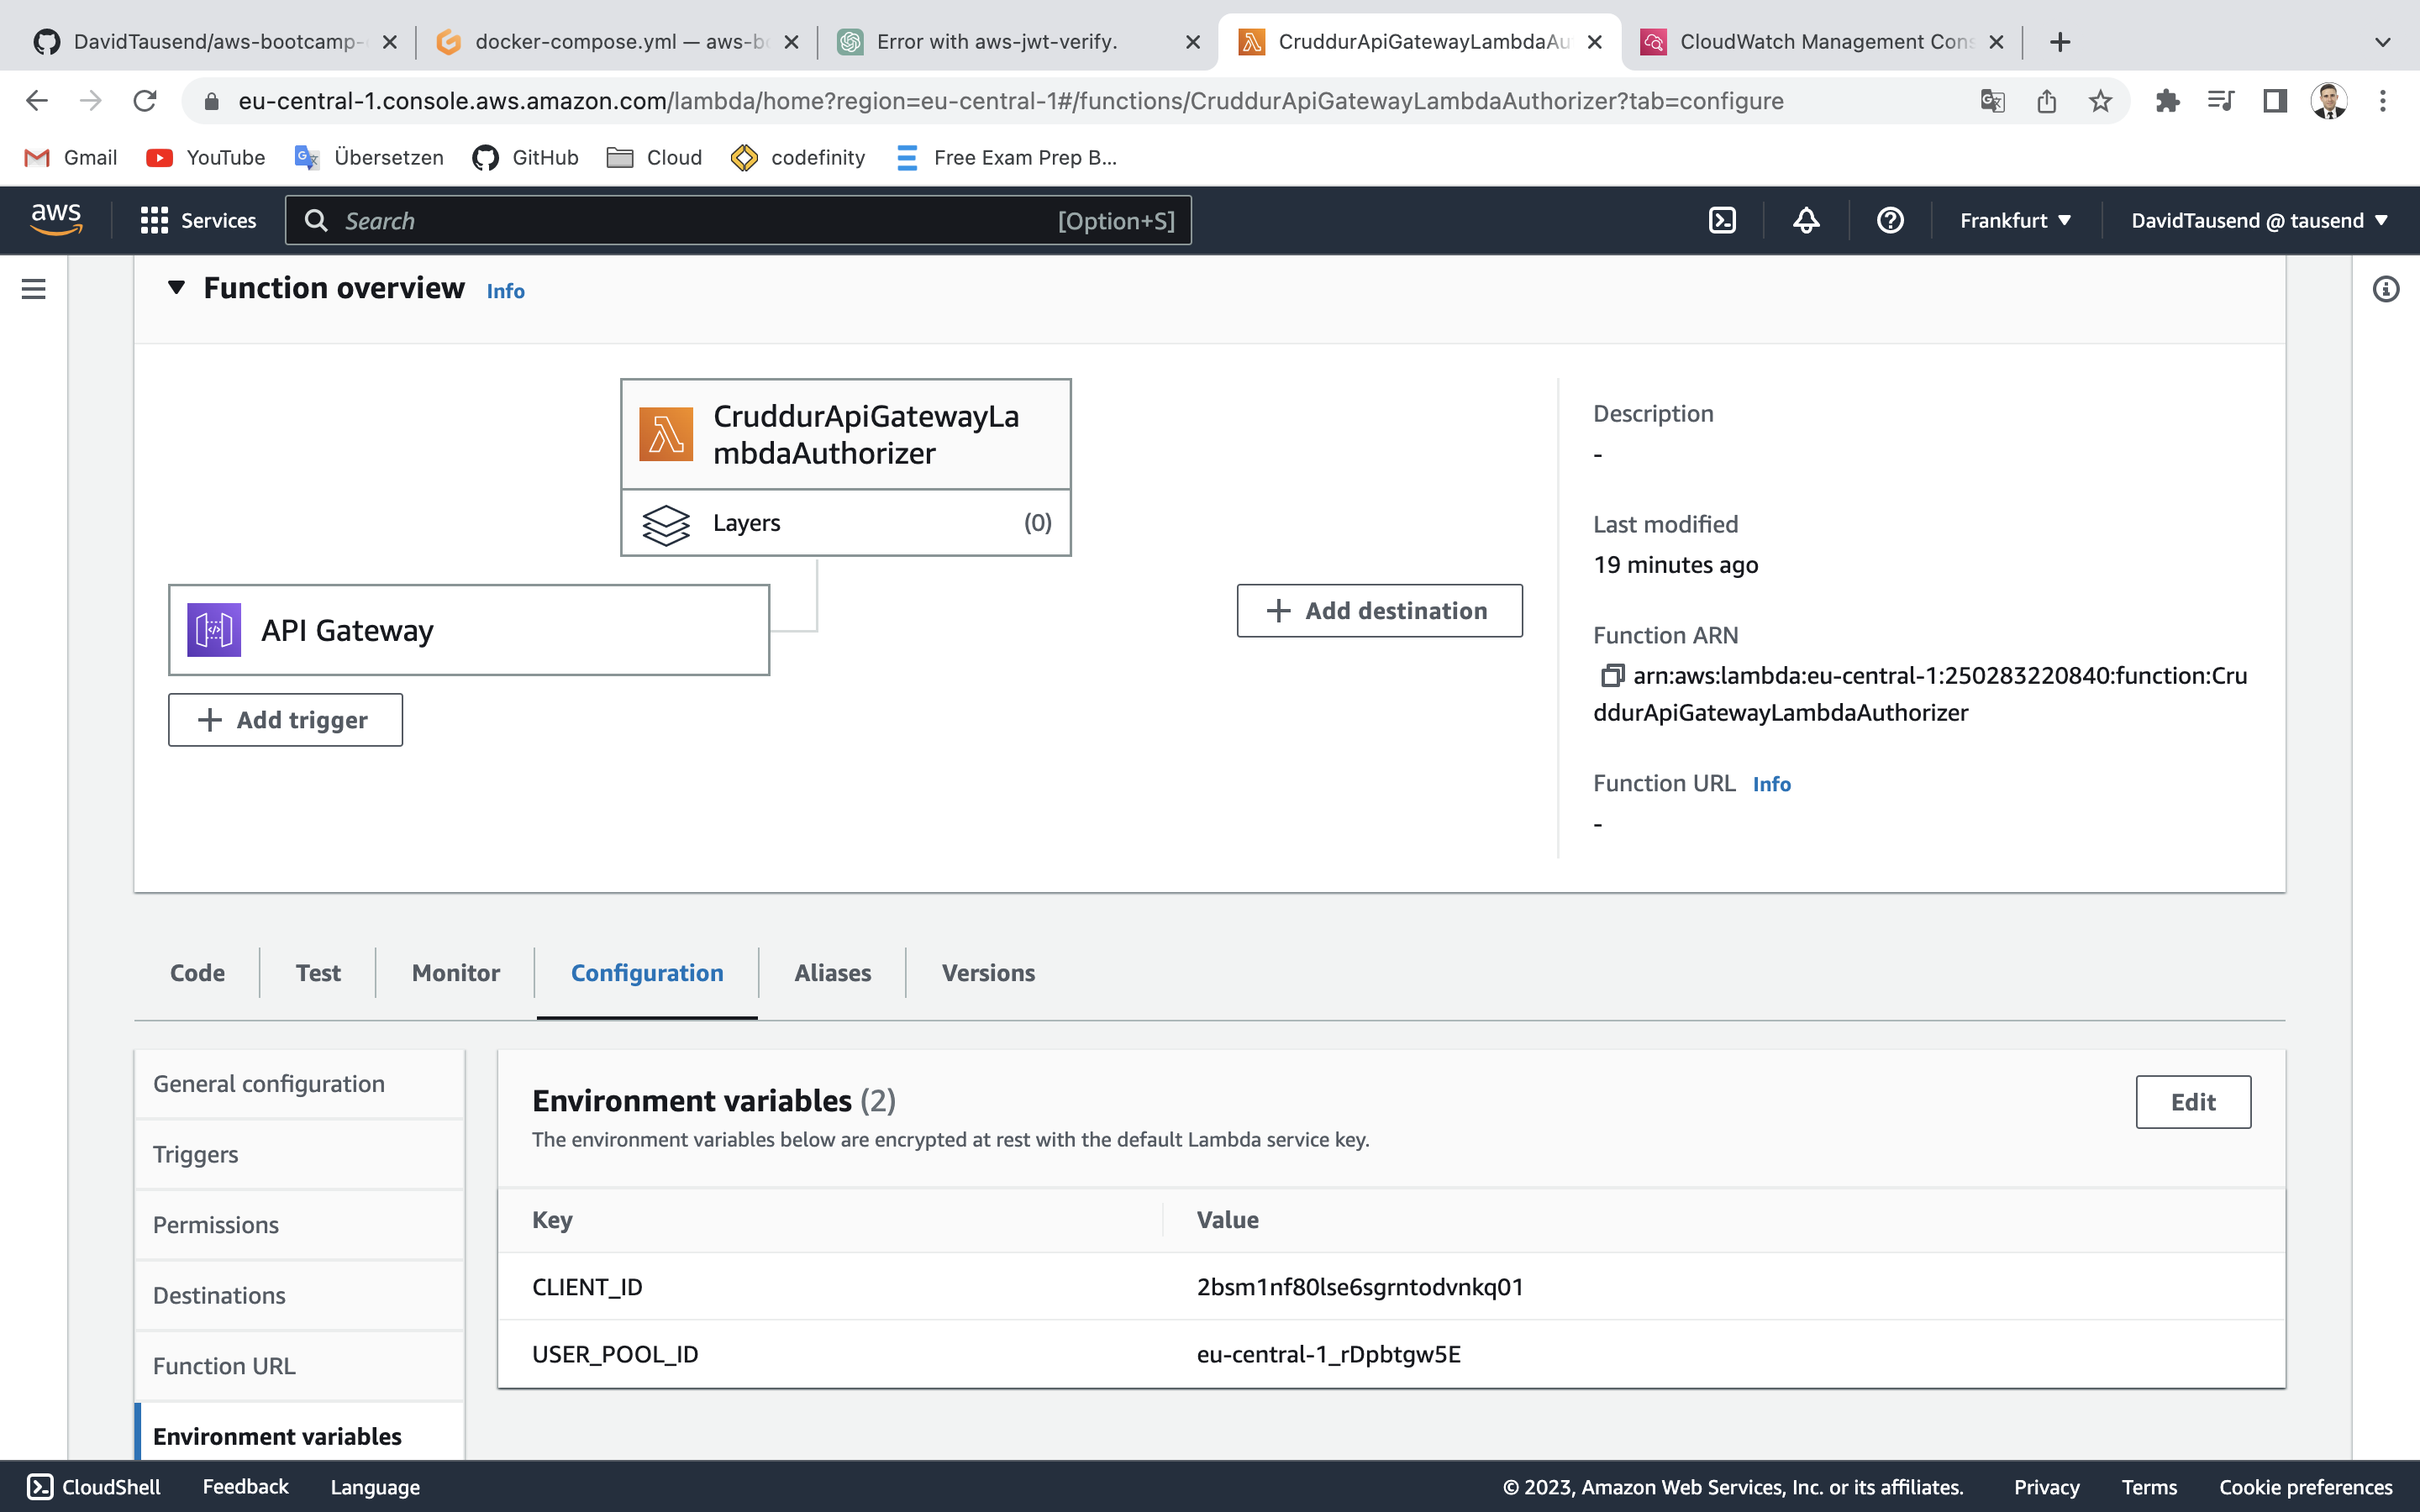 DavidTausend/aws-bootcamp-
docker-compose.yml — aws-bo
Error with aws-jwt-verify.
CruddurApiGatewayLambdaAu
CloudWatch Management Cons
eu-central-1.console.aws.amazon.com/lambda/home?region=eu-central-1#/functions/CruddurApiGatewayLambdaAuthorizer?tab=configure
Gmail
YouTube
Übersetzen
GitHub
Cloud
codefinity
Free Exam Prep B...
aws
Services
Search
[Option+S]
Frankfurt
DavidTausend @ tausend
Function overview
Info
CruddurApiGatewayLa
mbdaAuthorizer
Layers
(0)
API Gateway
+ Add destination
+ Add trigger
Description
-
Last modified
19 minutes ago
Function ARN
arn:aws:lambda:eu-central-1:250283220840:function:Cru
ddurApiGatewayLambdaAuthorizer
Function URL
Info
-
Code
Test
Monitor
Configuration
Aliases
Versions
General configuration
Triggers
Permissions
Destinations
Function URL
Environment variables
Environment variables (2)
The environment variables below are encrypted at rest with the default Lambda service key.
Edit
Key
Value
CLIENT_ID
2bsm1nf80lse6sgrntodvnkq01
USER_POOL_ID
eu-central-1_rDpbtgw5E
CloudShell
Feedback
Language
© 2023, Amazon Web Services, Inc. or its affiliates.
Privacy
Terms
Cookie preferences